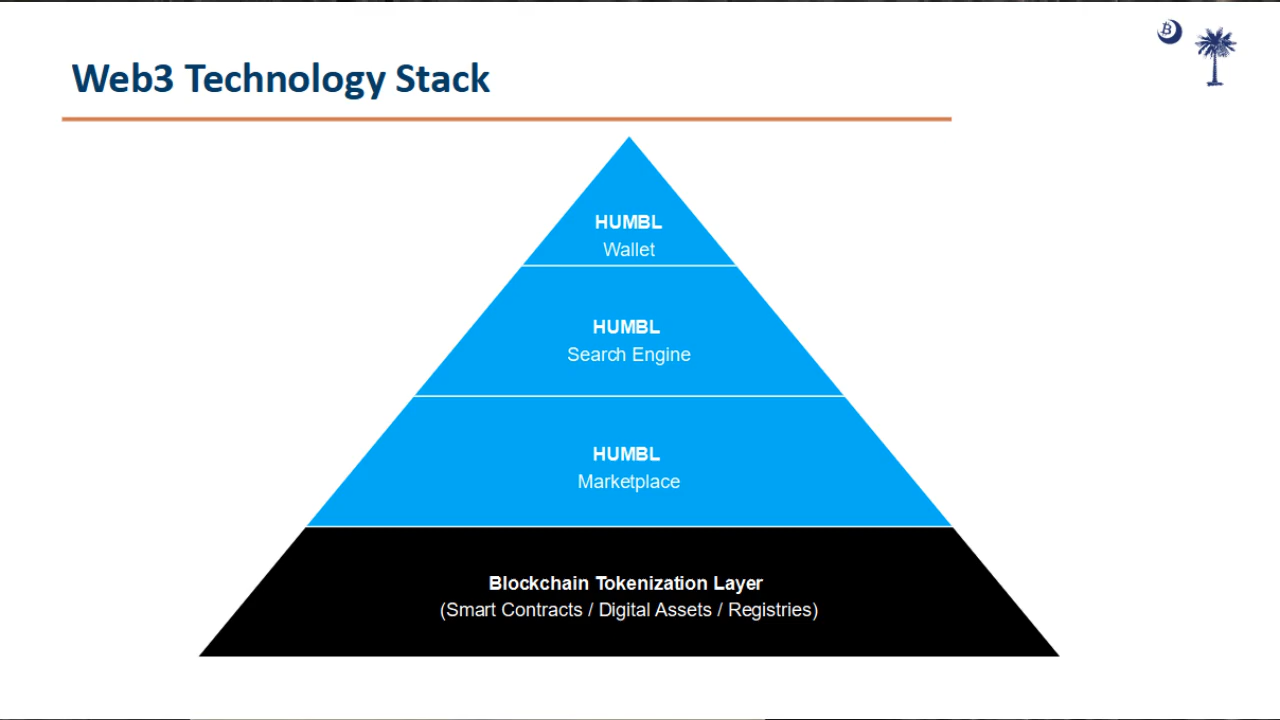 Web3 Technology Stack
HUMBL
Wallet
HUMBL
Search Engine
HUMBL
Marketplace
Blockchain Tokenization Layer
(Smart Contracts / Digital Assets / Registries)